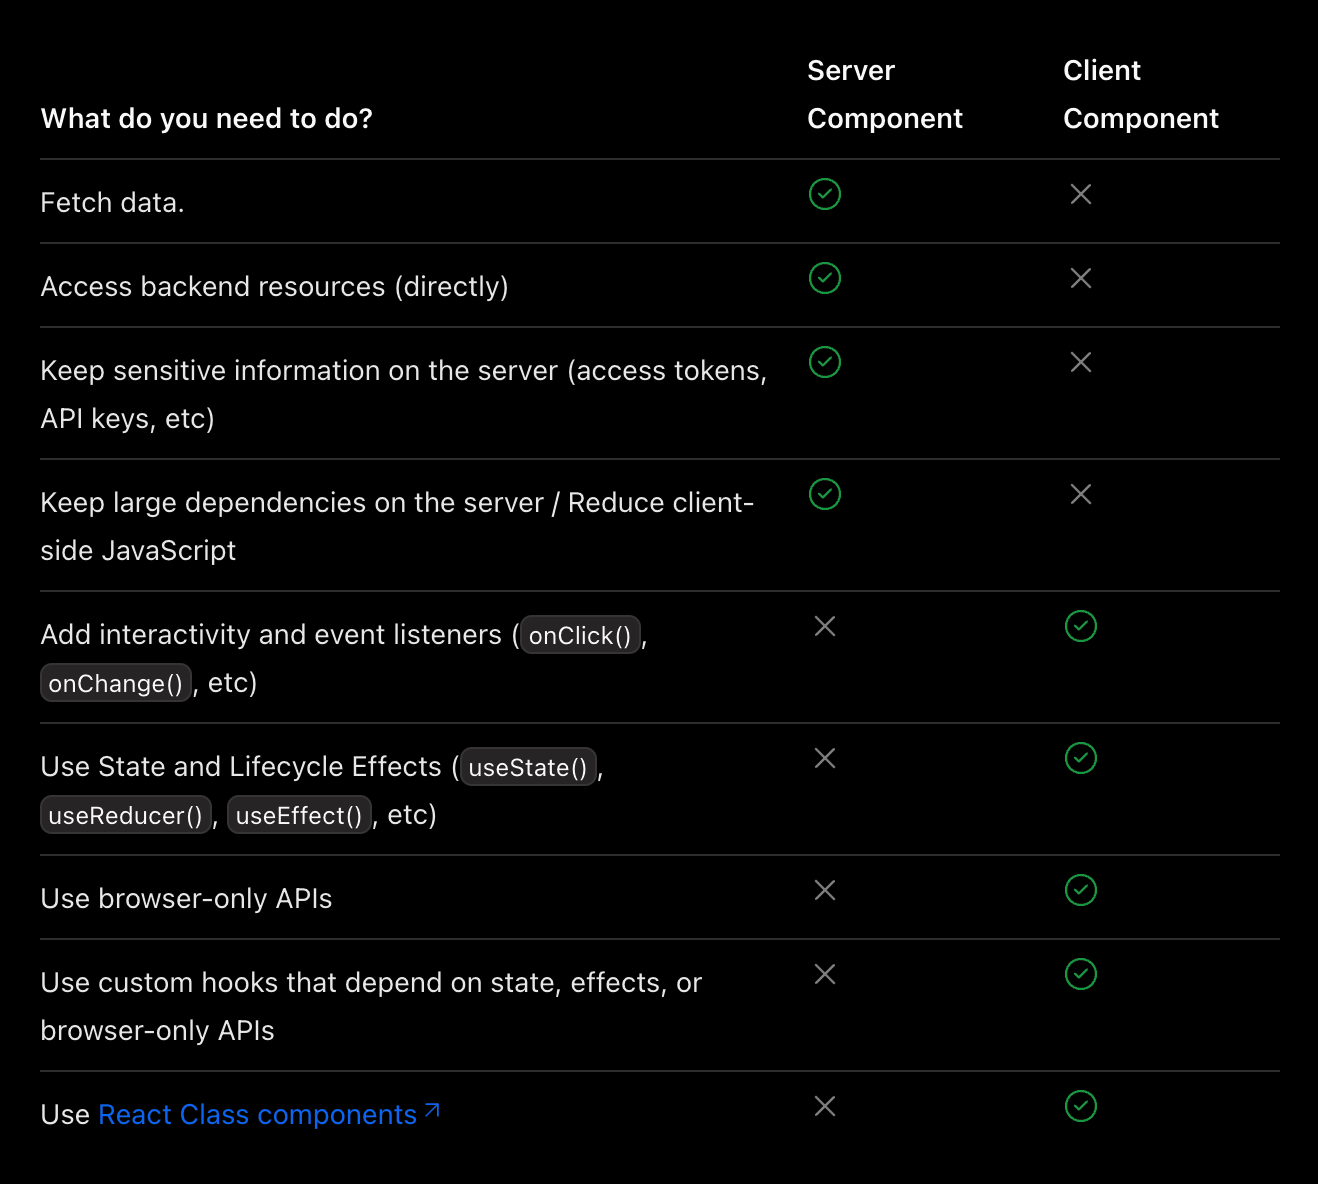 Server
Component
Client
Component
What do you need to do?
Fetch data.
Access backend resources (directly)
Keep sensitive information on the server (access tokens,
API keys, etc)
Keep large dependencies on the server / Reduce client-
side JavaScript
Add interactivity and event listeners (onClick(),
onChange(), etc)
Use State and Lifecycle Effects (useState(),
useReducer(), useEffect(), etc)
Use browser-only APIs
Use custom hooks that depend on state, effects, or
browser-only APIs
Use React Class components